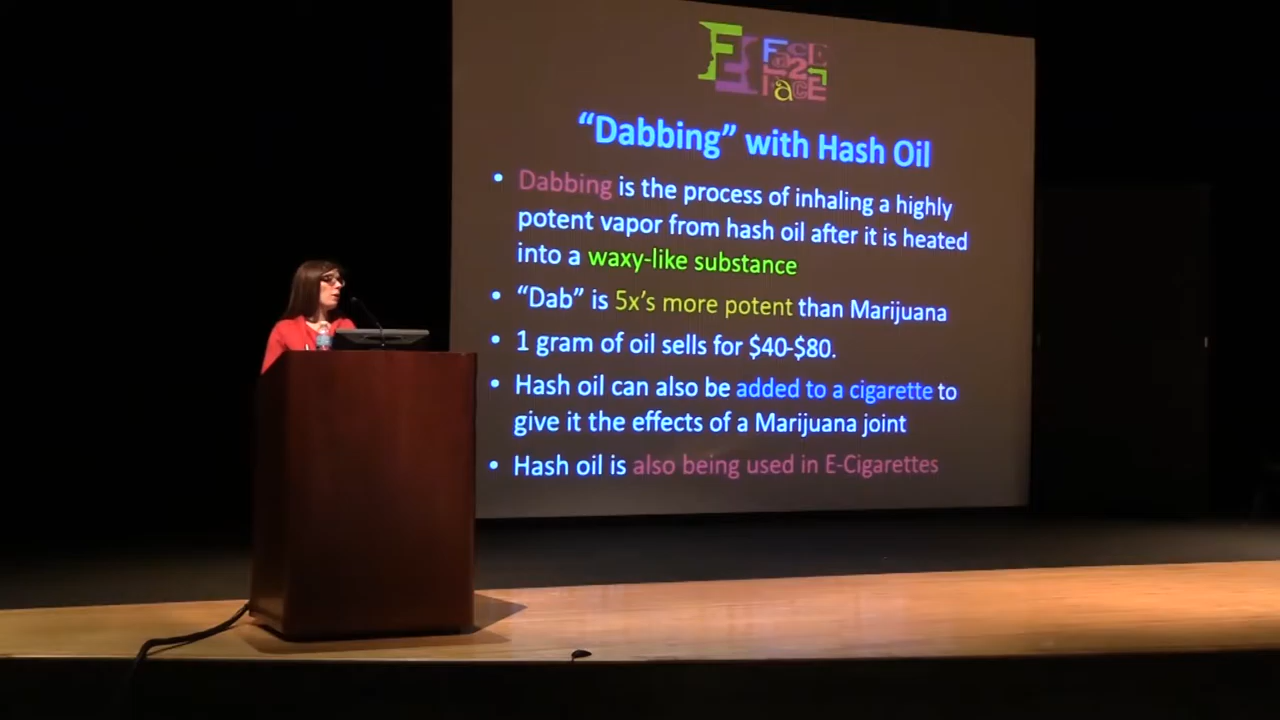 FacE
2
FacE
“Dabbing” with Hash Oil
• Dabbing is the process of inhaling a highly
potent vapor from hash oil after it is heated
into a waxy-like substance
• “Dab” is 5x's more potent than Marijuana
• 1 gram of oil sells for $40-$80.
• Hash oil can also be added to a cigarette to
give it the effects of a Marijuana joint
• Hash oil is also being used in E-Cigarettes